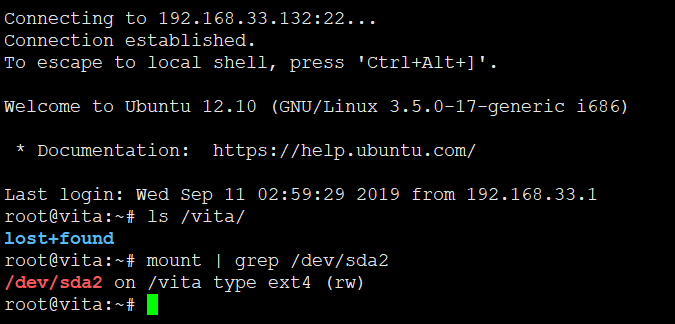 Connecting to 192.168.33.132:22...
Connection established.
To escape to local shell, press 'Ctrl+Alt+]'.
Welcome to Ubuntu 12.10 (GNU/Linux 3.5.0-17-generic i686)
 * Documentation:  https://help.ubuntu.com/
Last login: Wed Sep 11 02:59:29 2019 from 192.168.33.1
root@vita:~# ls /vita/
lost+found
root@vita:~# mount | grep /dev/sda2
/dev/sda2 on /vita type ext4 (rw)
root@vita:~#